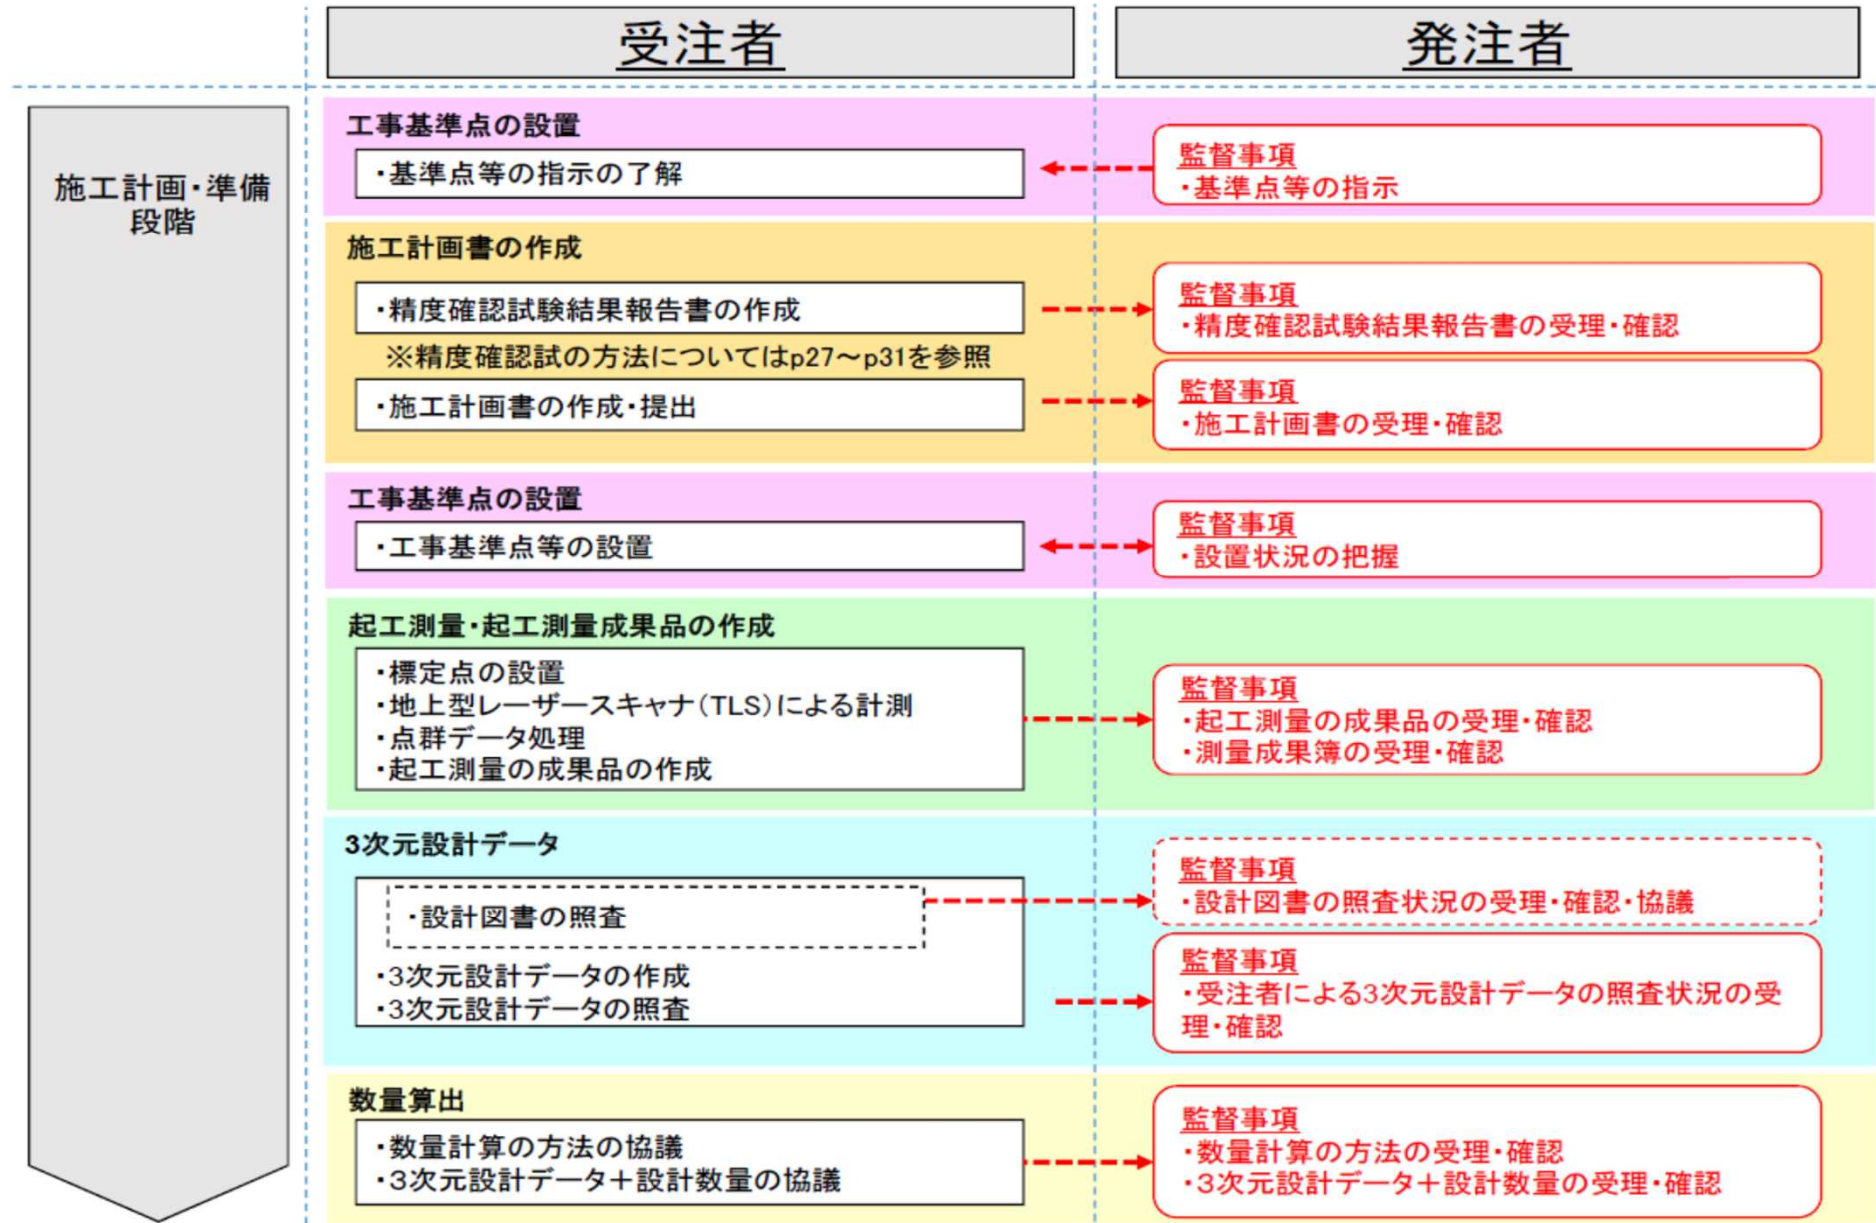 受注者
発注者
施工計画・準備
段階
工事基準点の設置
・基準点等の指示の了解
監督事項
・基準点等の指示
施工計画書の作成
・精度確認試験結果報告書の作成
監督事項
・精度確認試験結果報告書の受理・確認
※精度確認試の方法についてはp27～p31を参照
・施工計画書の作成・提出
監督事項
・施工計画書の受理・確認
工事基準点の設置
・工事基準点等の設置
監督事項
・設置状況の把握
起工測量・起工測量成果品の作成
・標定点の設置
・地上型レーザースキャナ（TLS）による計測
・点群データ処理
・起工測量の成果品の作成
監督事項
・起工測量の成果品の受理・確認
・測量成果簿の受理・確認
3次元設計データ
・設計図書の照査
・3次元設計データの作成
・3次元設計データの照査
監督事項
・設計図書の照査状況の受理・確認・協議
監督事項
・受注者による3次元設計データの照査状況の受
理・確認
数量算出
・数量計算の方法の協議
・3次元設計データ＋設計数量の協議
監督事項
・数量計算の方法の受理・確認
・3次元設計データ＋設計数量の受理・確認